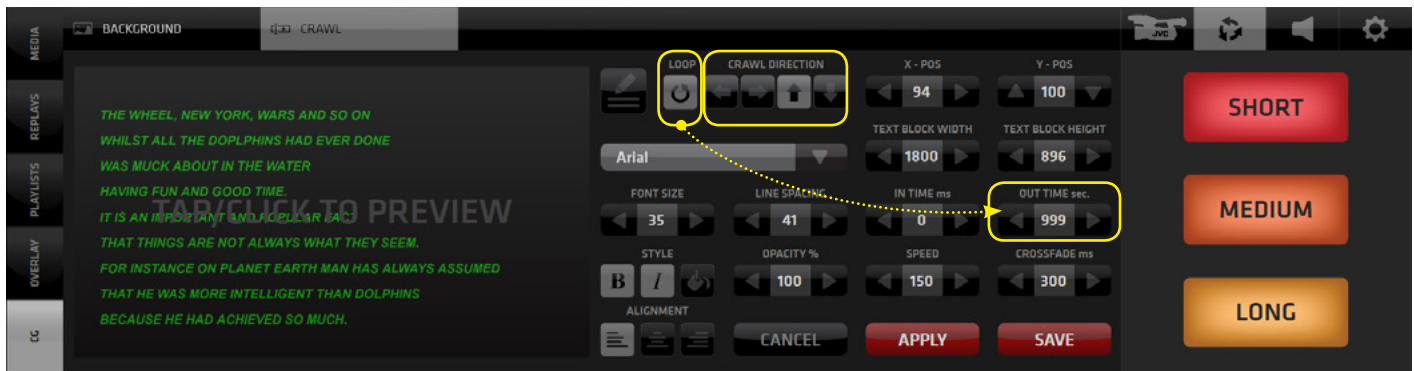 MEDIA
REPLAYS
PLAYLISTS
OVERLAY
CG
BACKGROUND
CRAWL
JVC
THE WHEEL, NEW YORK, WARS AND SO ON
WHILST ALL THE DOPLPHINS HAD EVER DONE
WAS MUCK ABOUT IN THE WATER
HAVING FUN AND GOOD TIME.
IT IS AN IMPORTANT AND POPULAR FACT
TAP/CLICK TO PREVIEW
THAT THINGS ARE NOT ALWAYS WHAT THEY SEEM.
FOR INSTANCE ON PLANET EARTH MAN HAS ALWAYS ASSUMED
THAT HE WAS MORE INTELLIGENT THAN DOLPHINS
BECAUSE HE HAD ACHIEVED SO MUCH.
LOOP
CRAWL DIRECTION
X - POS
94
Y - POS
100
Arial
TEXT BLOCK WIDTH
1800
TEXT BLOCK HEIGHT
896
FONT SIZE
35
LINE SPACING
41
IN TIME ms
0
OUT TIME sec.
999
STYLE
B I
OPACITY %
100
SPEED
150
CROSSFADE ms
300
ALIGNMENT
CANCEL
APPLY
SAVE
SHORT
MEDIUM
LONG